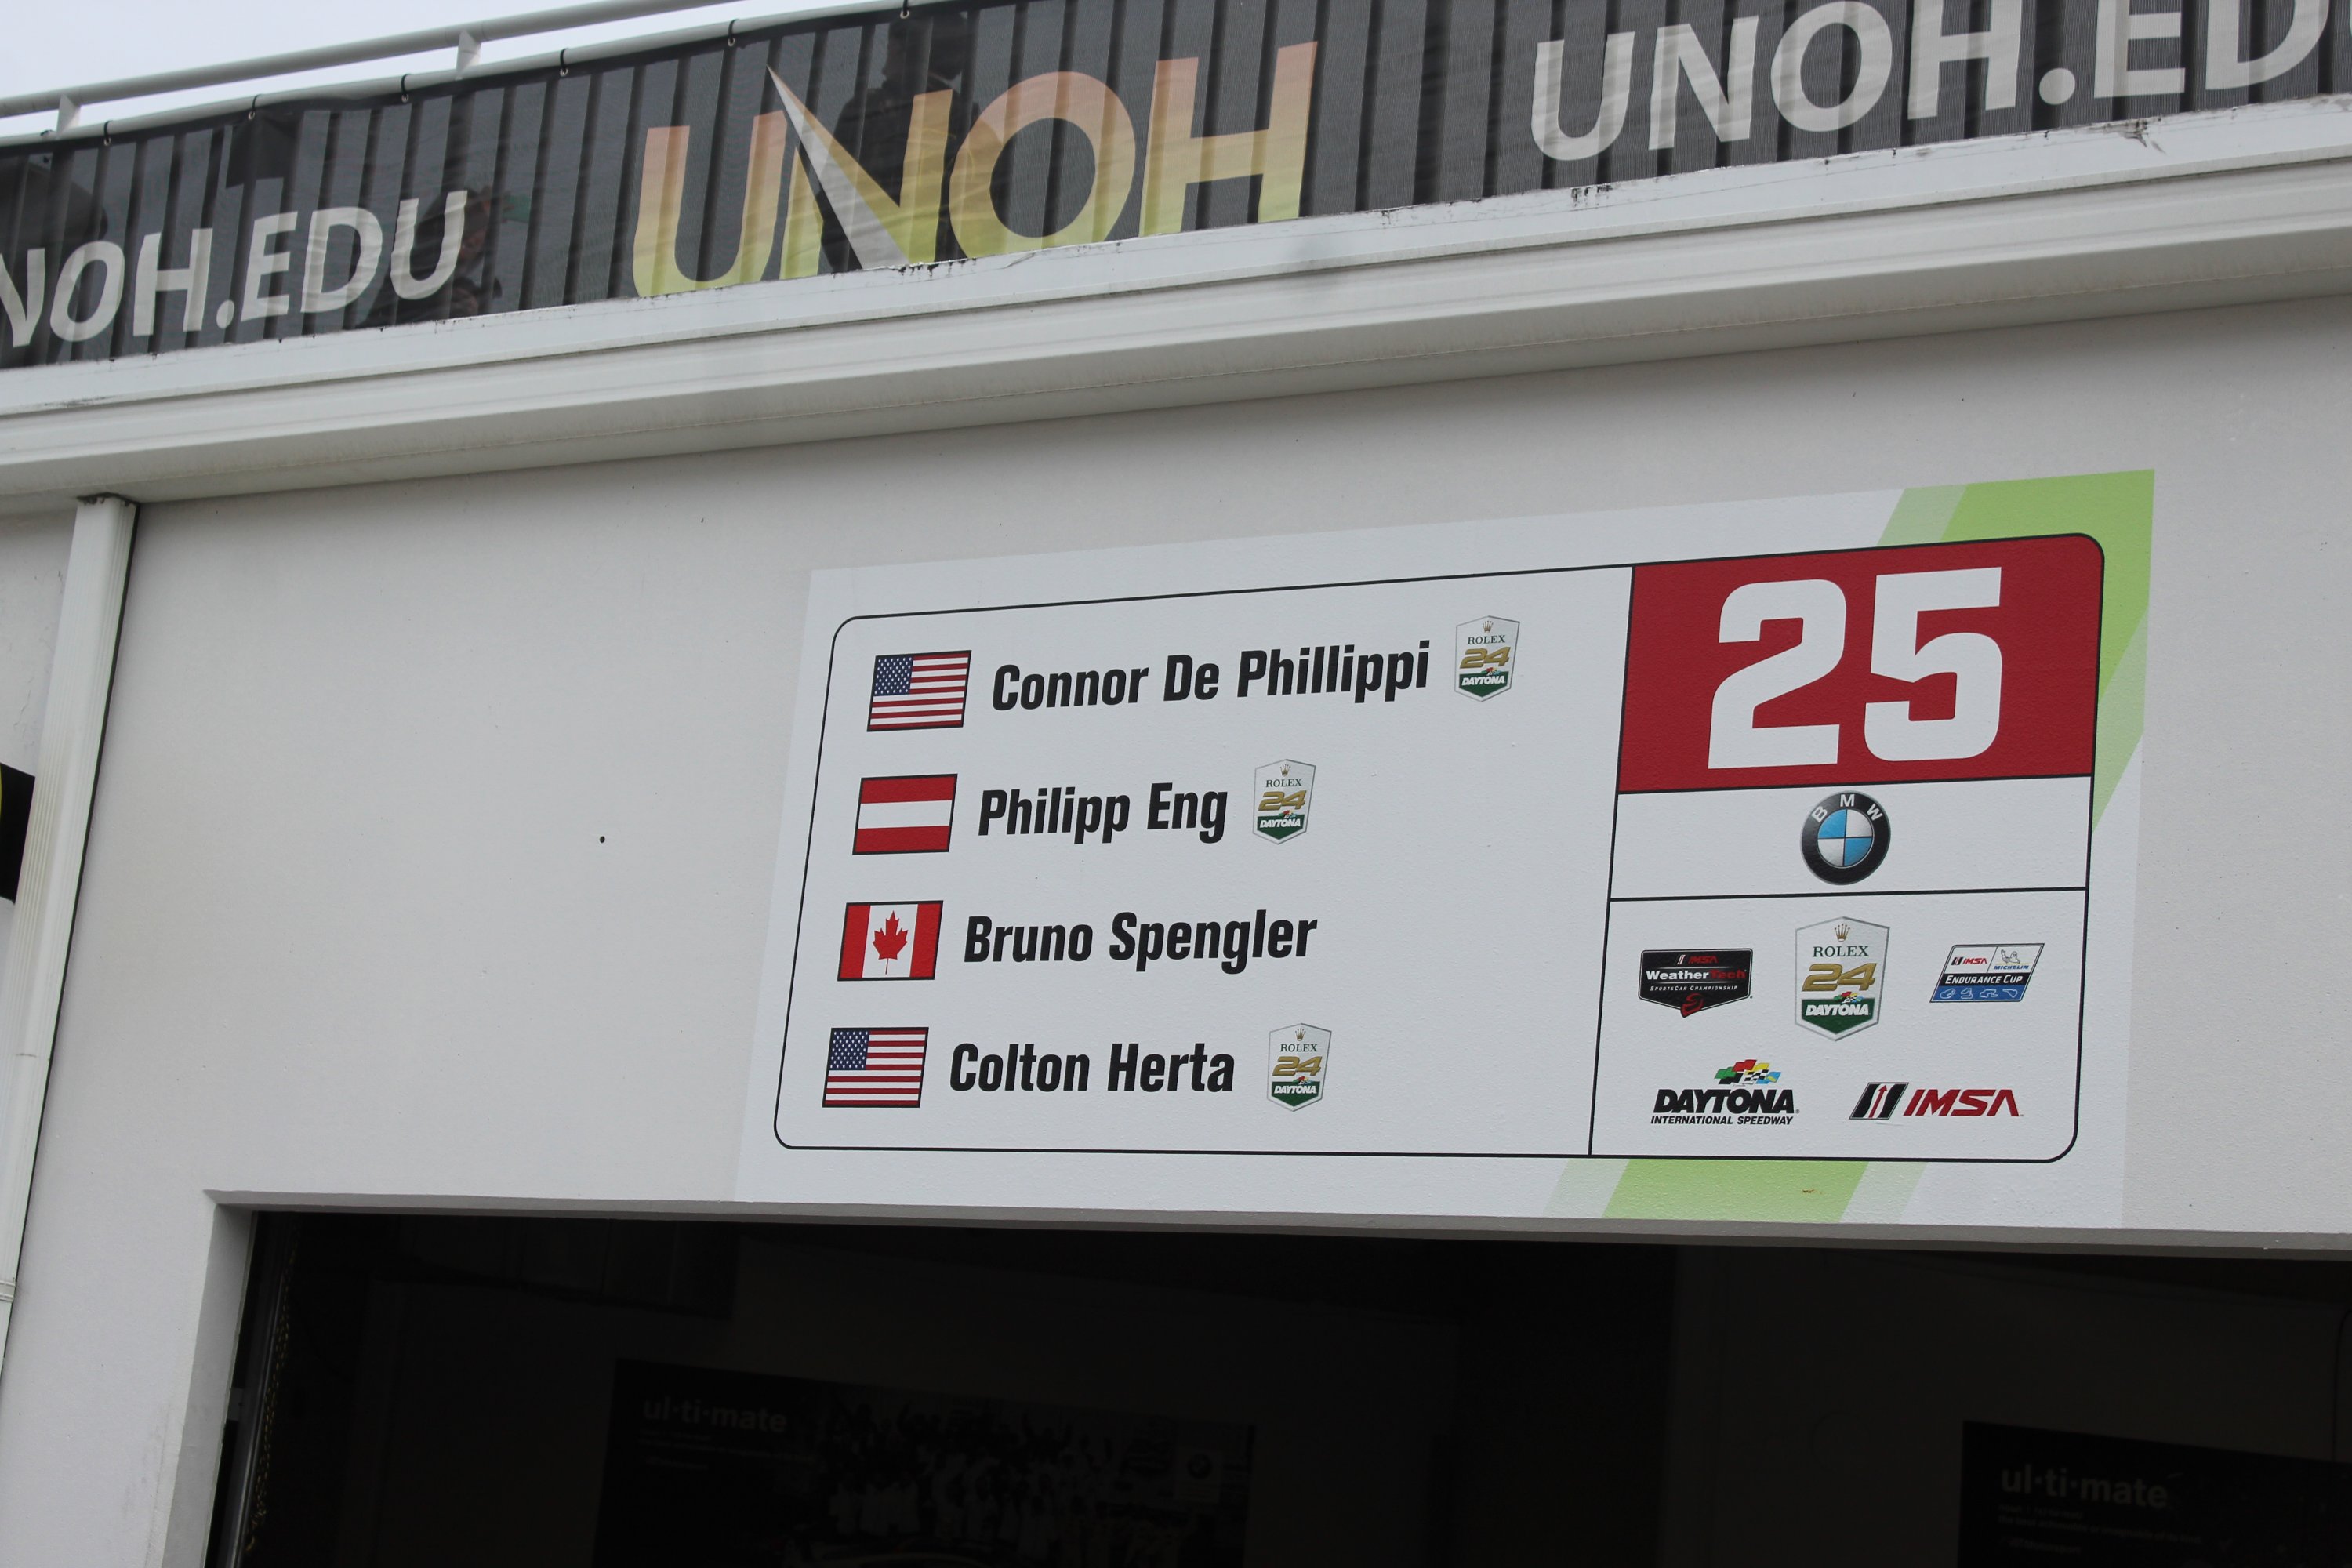 NOH.EDU
UNOH
UNOH.ED
Connor De Phillippi
ROLEX
24
DAYTONA
Philipp Eng
ROLEX
24
DAYTONA
Bruno Spengler
Colton Herta
ROLEX
24
DAYTONA
25
BMW
IMSA
WeatherTech
SPORTSCAR CHAMPIONSHIP
ROLEX
24
DAYTONA
IMSA
MICHELIN
ENDURANCE CUP
DAYTONA
INTERNATIONAL SPEEDWAY
IMSA
ul·ti·mate
ul·ti·mate